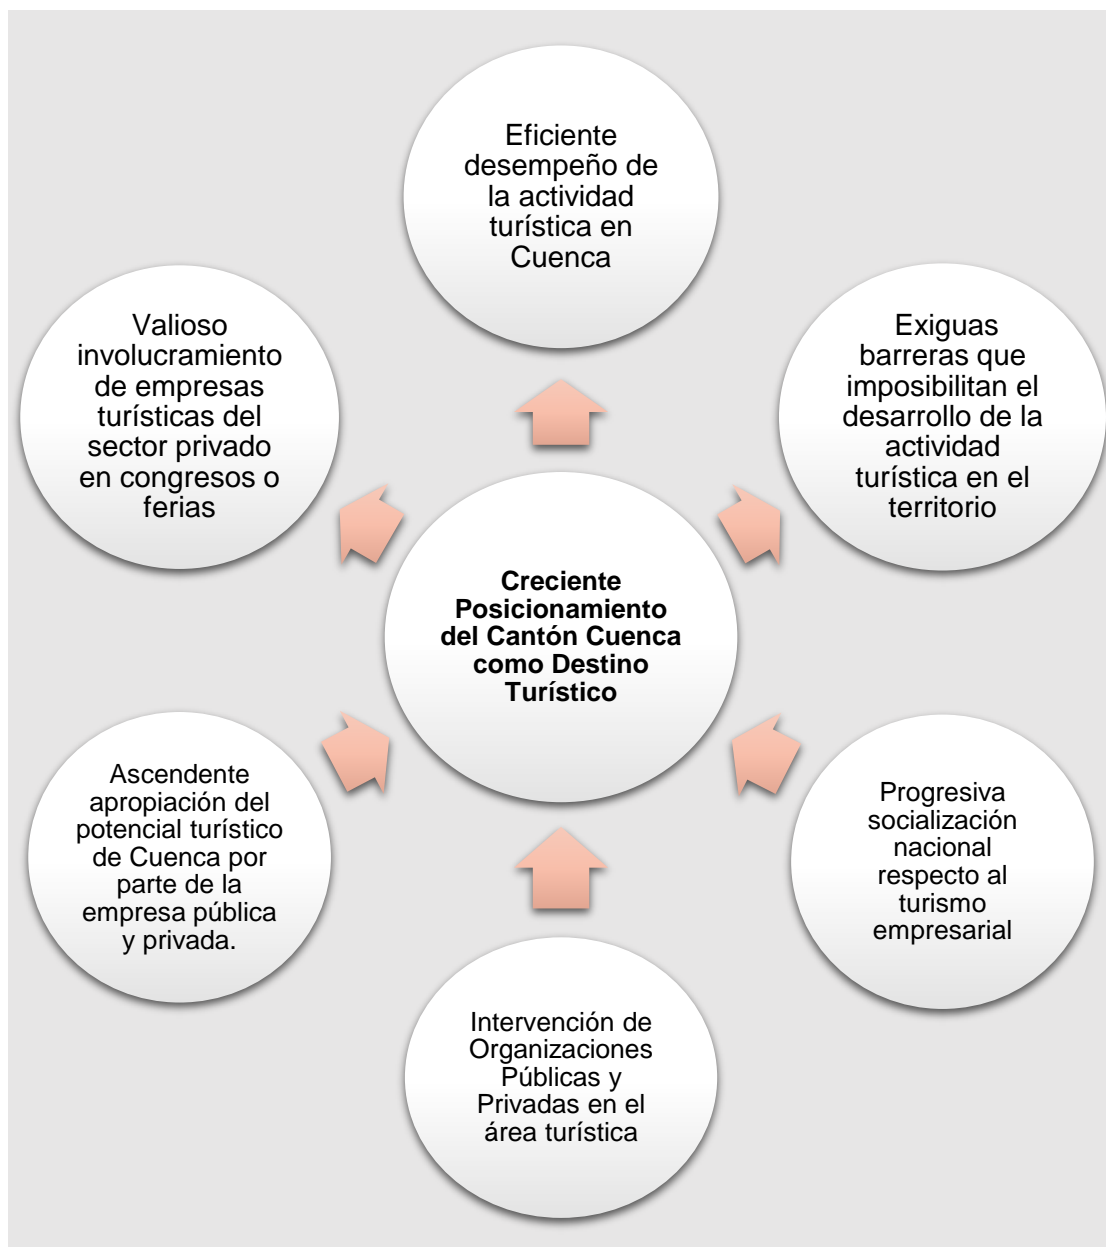 Eficiente
desempeño de
la actividad
turística en
Cuenca
Valioso
involucramiento
de empresas
turísticas del
sector privado
en congresos o
ferias
Exiguas
barreras que
imposibilitan el
desarrollo de la
actividad
turística en el
territorio
Creciente
Posicionamiento
del Cantón Cuenca
como Destino
Turístico
Ascendente
apropiación del
potencial turístico
de Cuenca por
parte de la
empresa pública
y privada.
Progresiva
socialización
nacional
respecto al
turismo
empresarial
Intervención de
Organizaciones
Públicas y
Privadas en el
área turística